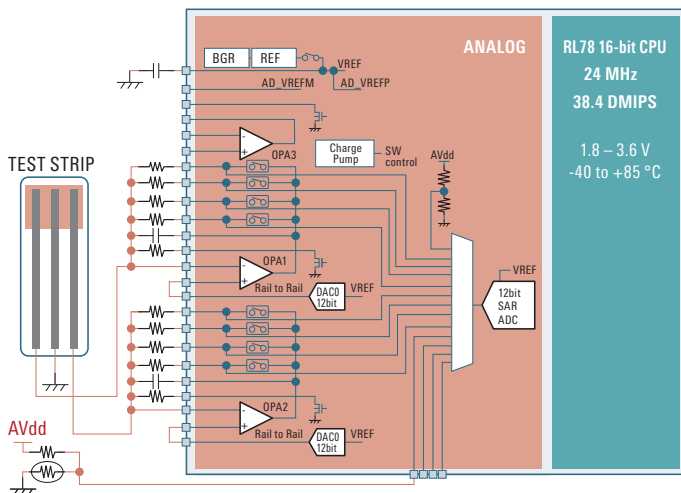 ANALOG
RL78 16-bit CPU
24 MHz
38.4 DMIPS
1.8 – 3.6 V
-40 to +85 °C
BGR
REF
VREF
AD_VREFM
AD_VREFP
OPA3
Charge
Pump
SW
control
AVdd
TEST STRIP
OPA1
Rail to Rail
DAC0
12bit
VREF
VREF
12bit
SAR
ADC
OPA2
Rail to Rail
DAC0
12bit
VREF
AVdd
-
+
-
+
-
+